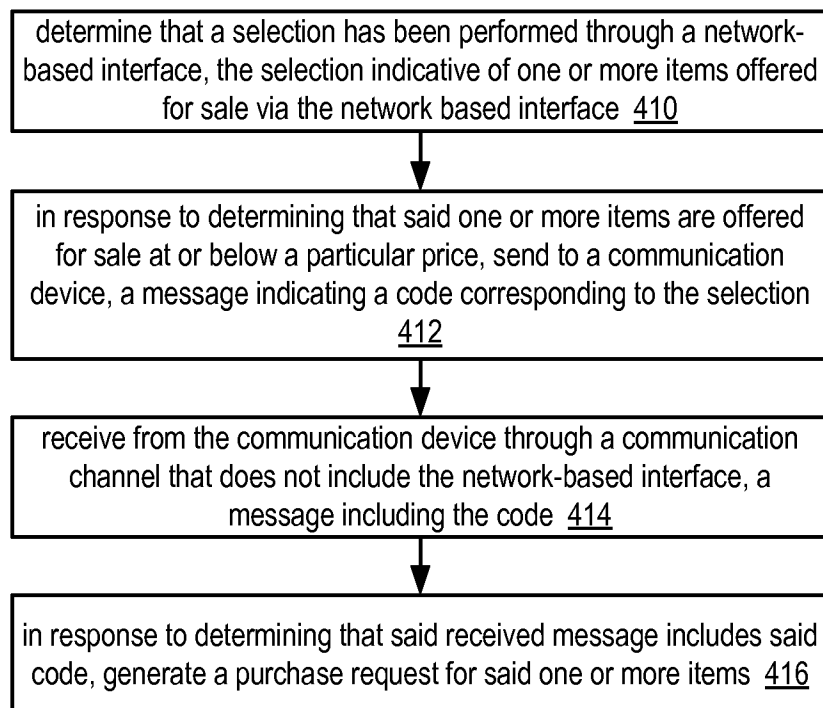 determine that a selection has been performed through a network-
based interface, the selection indicative of one or more items offered
for sale via the network based interface 410
in response to determining that said one or more items are offered
for sale at or below a particular price, send to a communication
device, a message indicating a code corresponding to the selection
412
receive from the communication device through a communication
channel that does not include the network-based interface, a
message including the code 414
in response to determining that said received message includes said
code, generate a purchase request for said one or more items 416